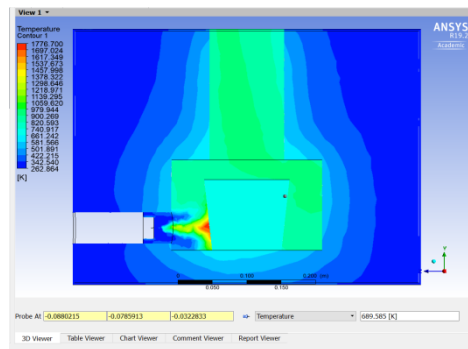 View 1
ANSYS
R19.2
Academic
Temperature
Contour 1
1776.700
1697.024
1617.349
1537.673
1457.998
1378.322
1298.646
1218.971
1139.295
1059.620
979.944
900.269
820.593
740.917
661.242
581.566
501.891
422.215
342.540
262.864
[K]
Y
0 0.100 0.200 (m)
0.050 0.150
Probe At -0.0880215 -0.0785913 -0.0322833 Temperature 689.585 [K]
3D Viewer Table Viewer Chart Viewer Comment Viewer Report Viewer